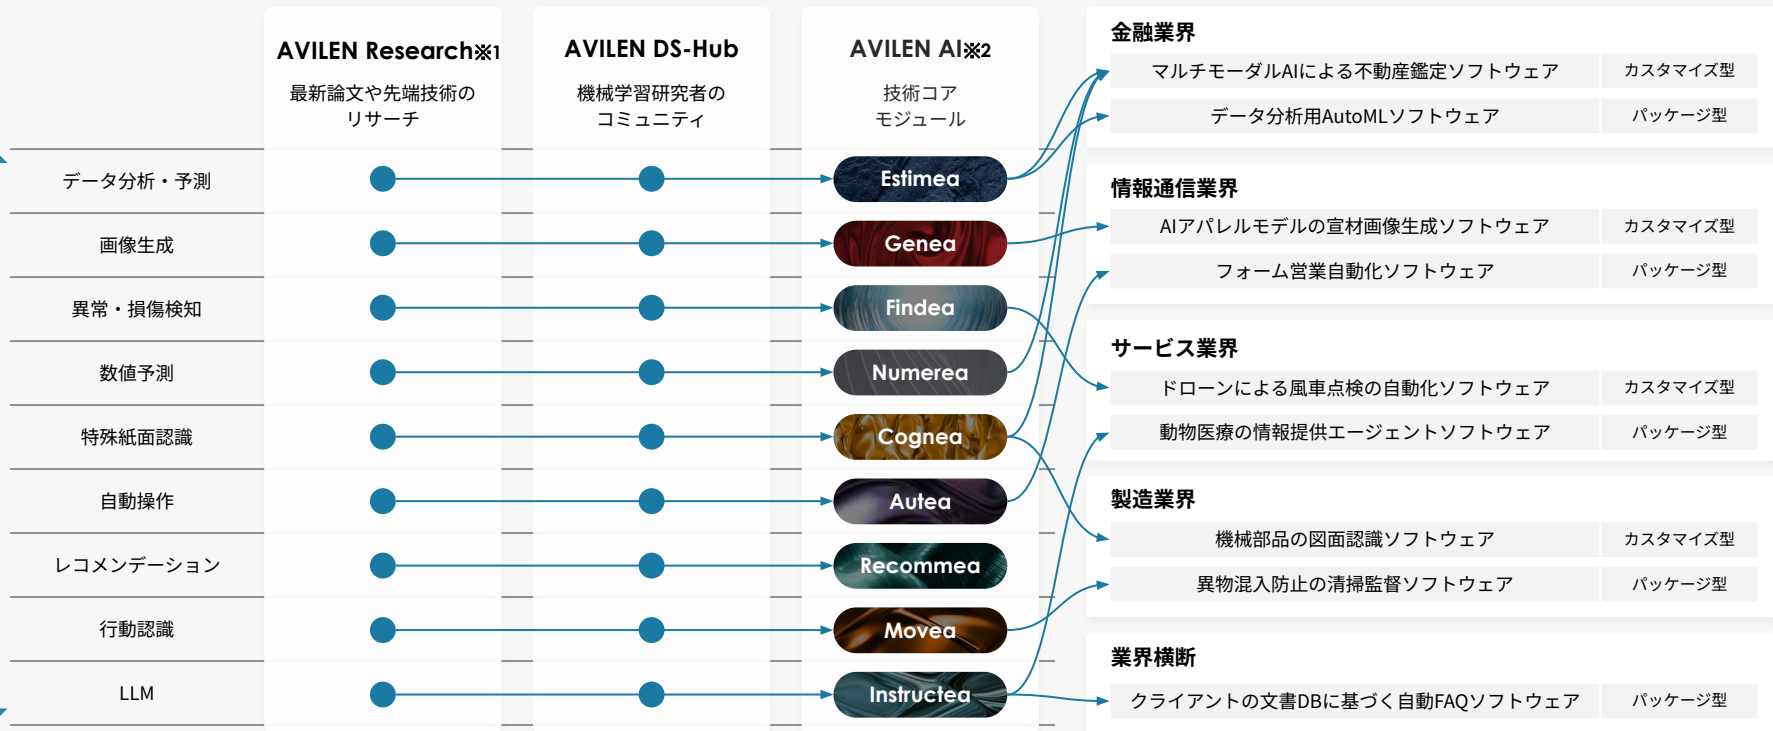 AVILEN Research※1
最新論文や先端技術の
リサーチ
AVILEN DS-Hub
機械学習研究者の
コミュニティ
AVILEN AI※2
技術コア
モジュール
データ分析・予測
Estimea
画像生成
Genea
異常・損傷検知
Findea
数値予測
Numerea
特殊紙面認識
Cognea
自動操作
Autea
レコメンデーション
Recommea
行動認識
Movea
LLM
Instructea
金融業界
マルチモーダルAIによる不動産鑑定ソフトウェア
カスタマイズ型
データ分析用AutoMLソフトウェア
パッケージ型
情報通信業界
AIアパレルモデルの宣材画像生成ソフトウェア
カスタマイズ型
フォーム営業自動化ソフトウェア
パッケージ型
サービス業界
ドローンによる風車点検の自動化ソフトウェア
カスタマイズ型
動物医療の情報提供エージェントソフトウェア
パッケージ型
製造業界
機械部品の図面認識ソフトウェア
カスタマイズ型
異物混入防止の清掃監督ソフトウェア
パッケージ型
業界横断
クライアントの文書DBに基づく自動FAQソフトウェア
パッケージ型